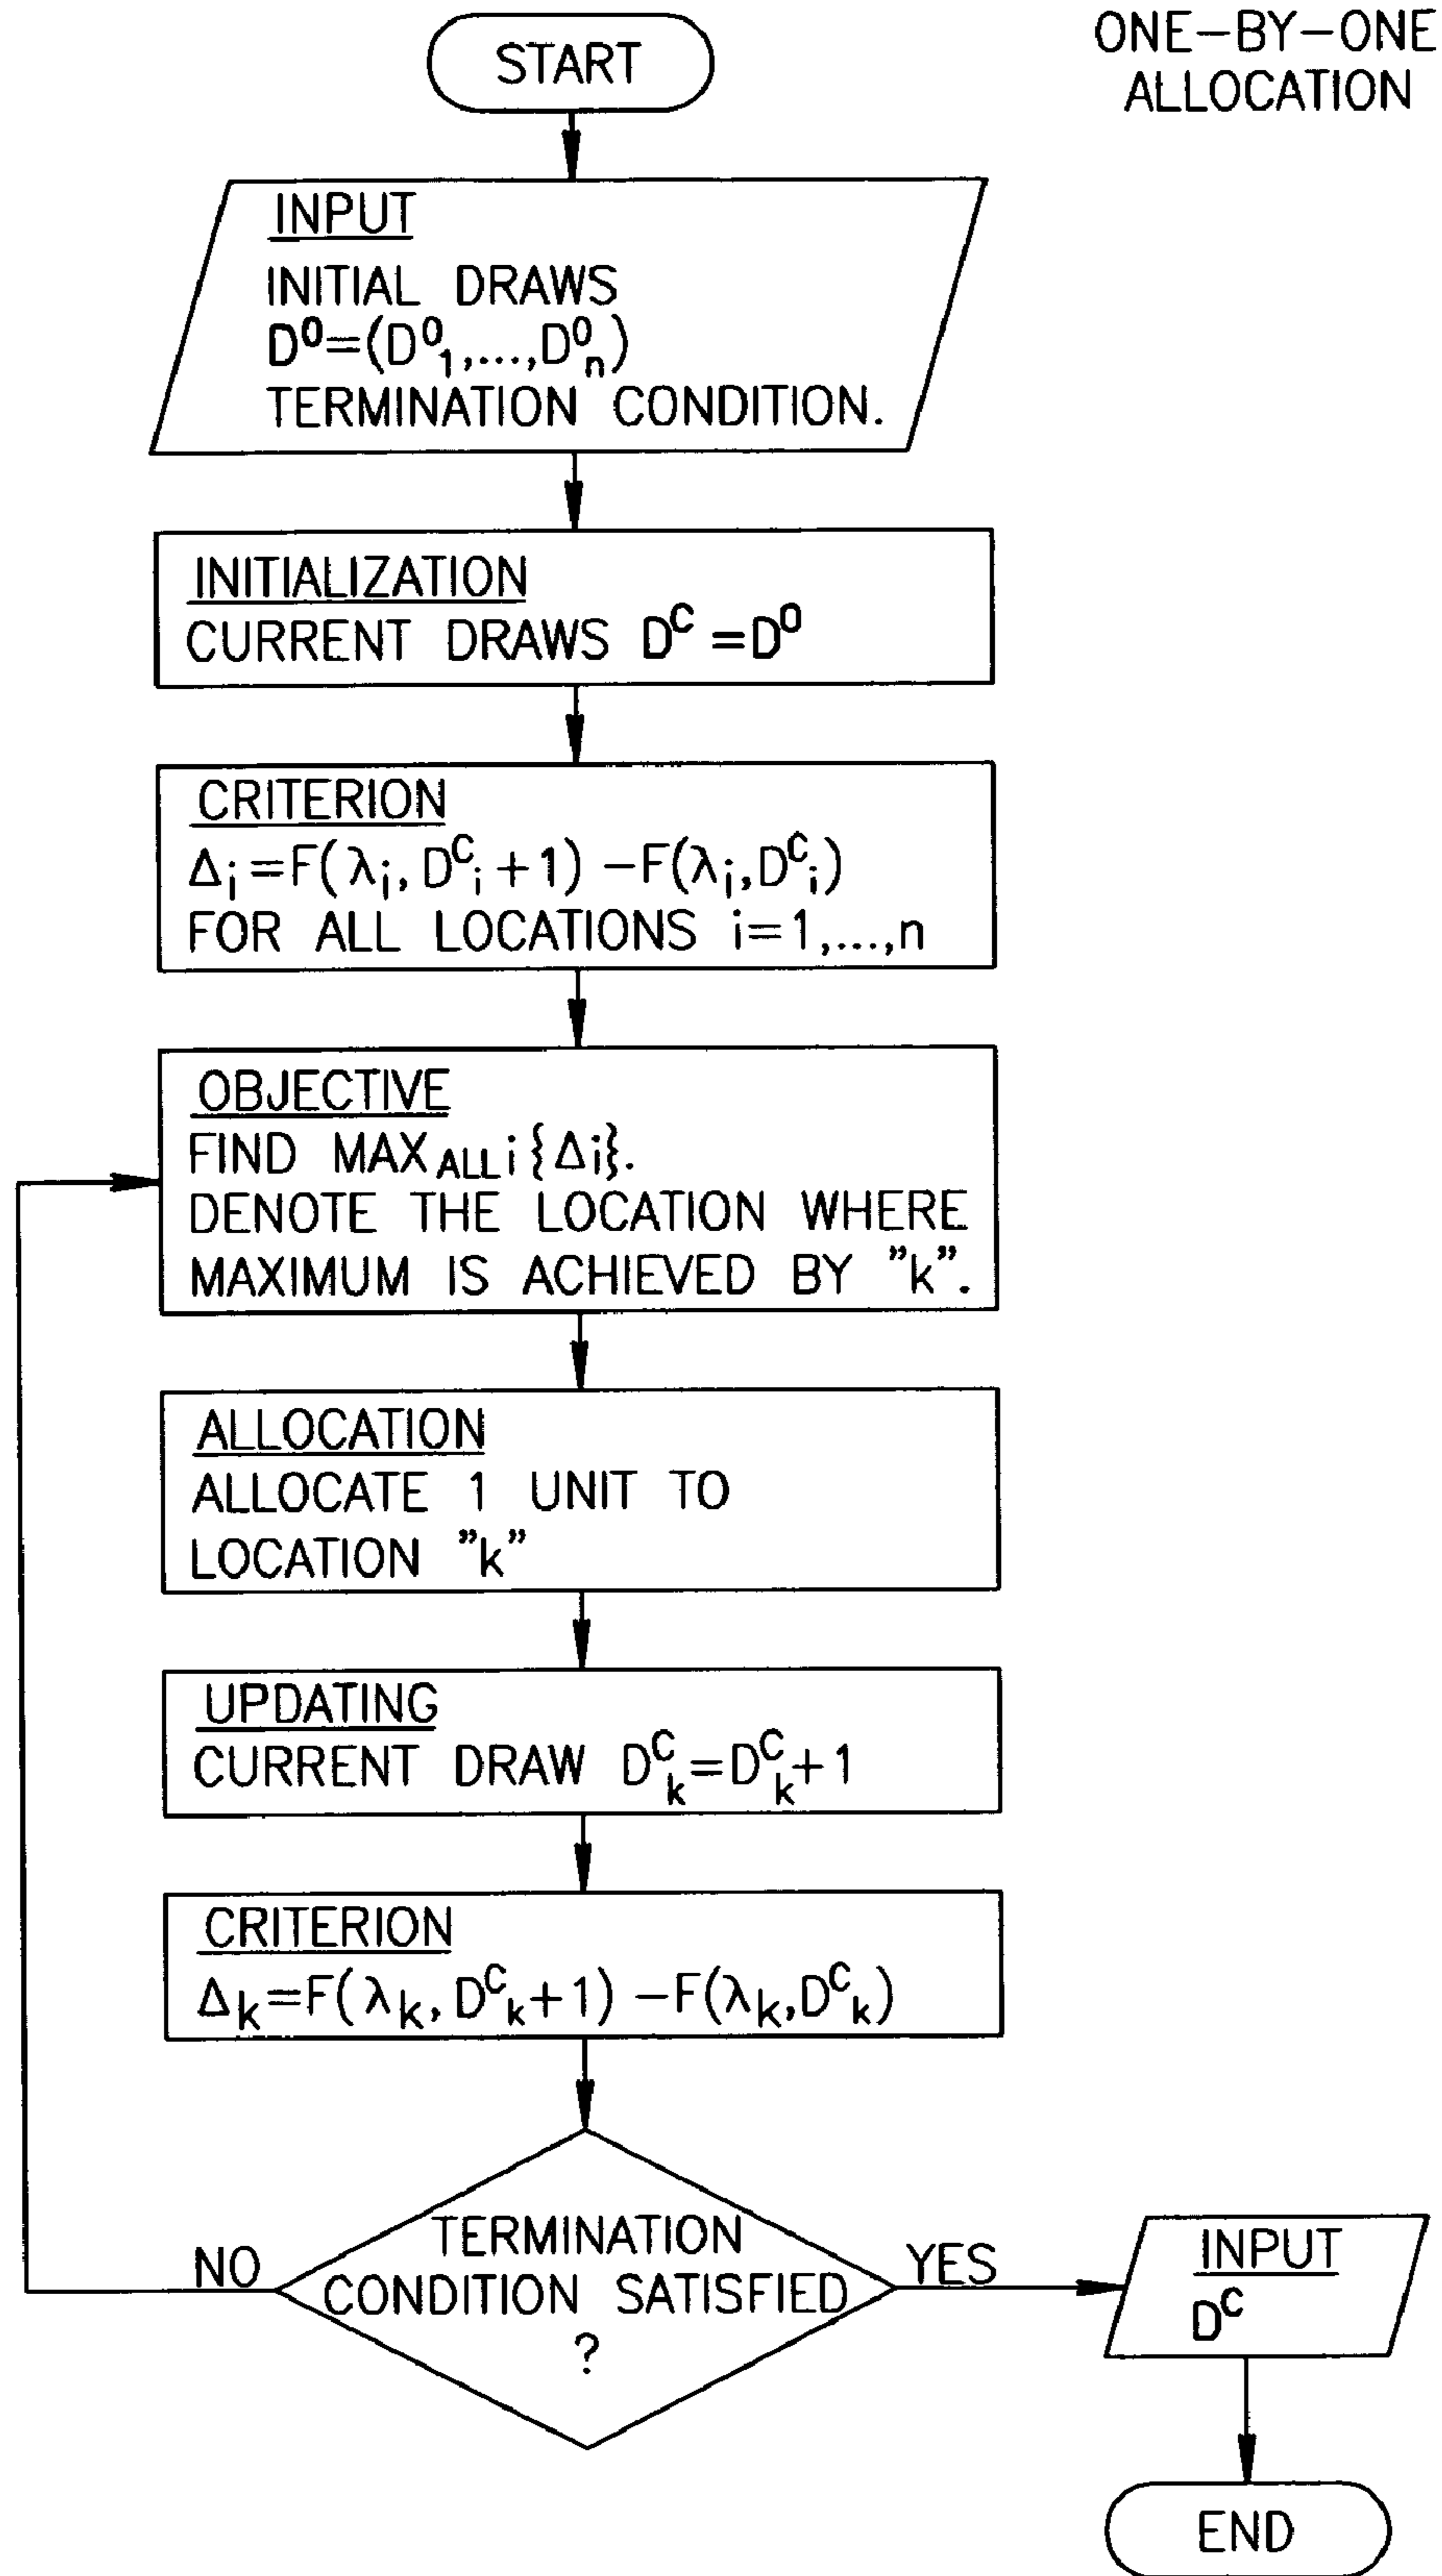 ONE-BY-ONE
ALLOCATION
START
INPUT
INITIAL DRAWS
D⁰=(D⁰₁,...,D⁰ₙ)
TERMINATION CONDITION.
INITIALIZATION
CURRENT DRAWS Dᶜ=D⁰
CRITERION
Δᵢ=F(λᵢ, Dᶜᵢ+1) −F(λᵢ,Dᶜᵢ)
FOR ALL LOCATIONS i=1,...,n
OBJECTIVE
FIND MAX ALL i {Δi}.
DENOTE THE LOCATION WHERE
MAXIMUM IS ACHIEVED BY "k".
ALLOCATION
ALLOCATE 1 UNIT TO
LOCATION "k"
UPDATING
CURRENT DRAW Dᶜₖ=Dᶜₖ+1
CRITERION
Δₖ=F(λₖ, Dᶜₖ+1) −F(λₖ,Dᶜₖ)
TERMINATION
CONDITION SATISFIED
?
NO
YES
INPUT
Dᶜ
END